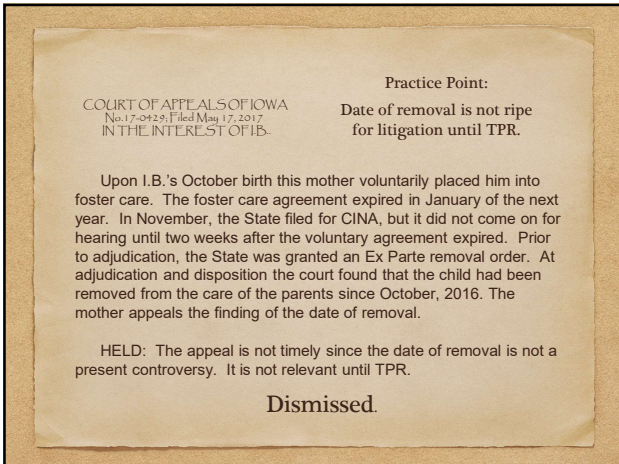 COURT OF APPEALS OF IOWA
No.17-0429; Filed May 17, 2017
IN THE INTEREST OF I.B.
Practice Point:
Date of removal is not ripe
for litigation until TPR.
Upon I.B.'s October birth this mother voluntarily placed him into
foster care. The foster care agreement expired in January of the next
year. In November, the State filed for CINA, but it did not come on for
hearing until two weeks after the voluntary agreement expired. Prior
to adjudication, the State was granted an Ex Parte removal order. At
adjudication and disposition the court found that the child had been
removed from the care of the parents since October, 2016. The
mother appeals the finding of the date of removal.
HELD: The appeal is not timely since the date of removal is not a
present controversy. It is not relevant until TPR.
Dismissed.